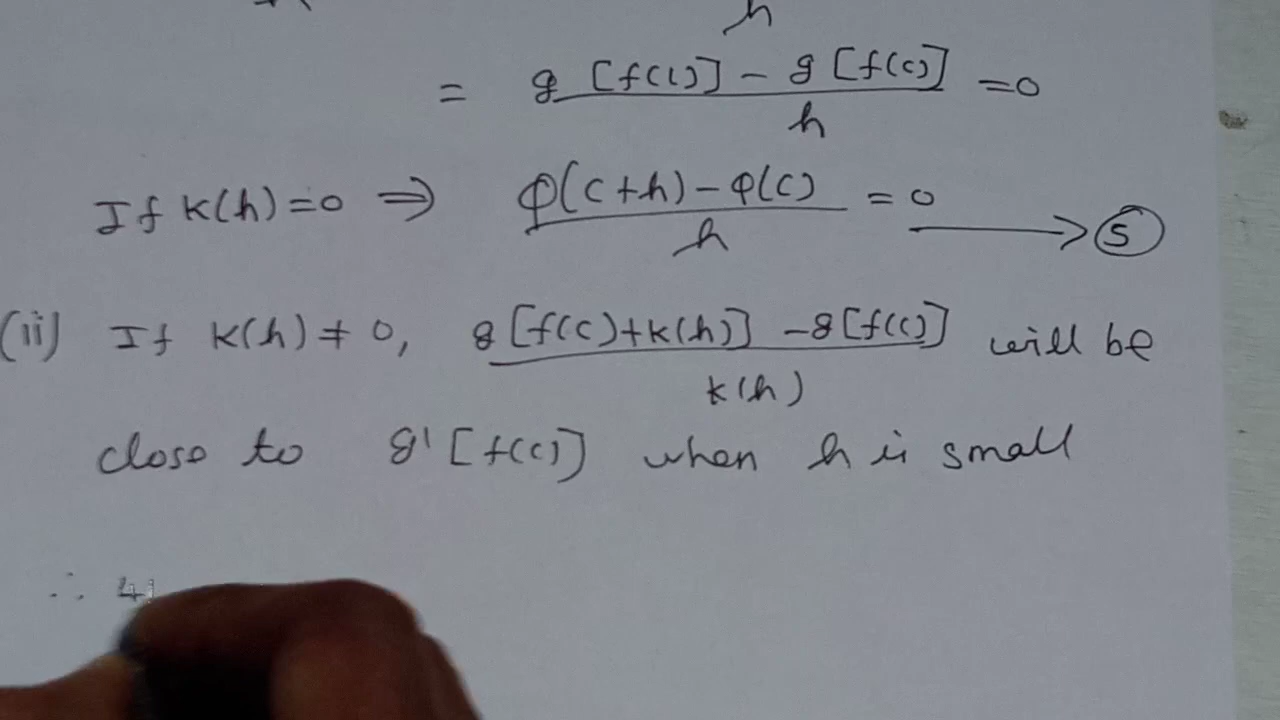 h
= g [f(c)] - g [f(c)] / h = 0
If k(h) = 0 ⇒ φ(c+h) - φ(c) / h = 0 → (5)
(ii) If k(h) ≠ 0, g [f(c)+k(h)] - g [f(c)] / k(h) will be
close to g' [f(c)] when h is small
∴